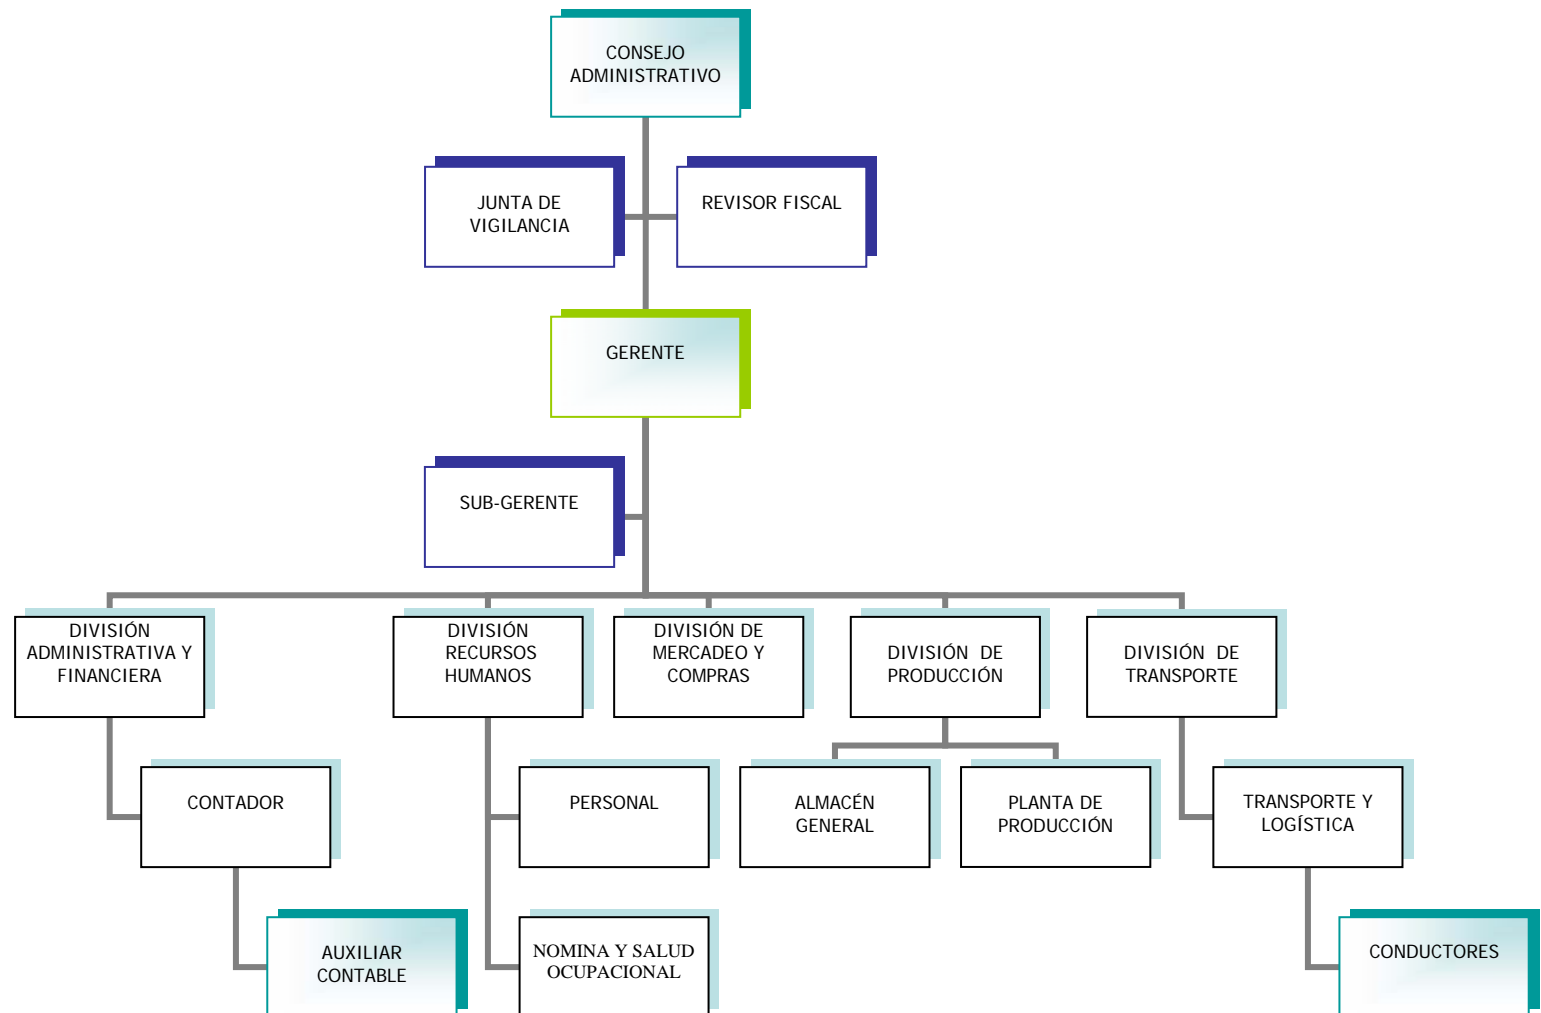 CONSEJO
ADMINISTRATIVO
JUNTA DE
VIGILANCIA
REVISOR FISCAL
GERENTE
SUB-GERENTE
DIVISIÓN
ADMINISTRATIVA Y
FINANCIERA
DIVISIÓN
RECURSOS
HUMANOS
DIVISIÓN DE
MERCADEO Y
COMPRAS
DIVISIÓN DE
PRODUCCIÓN
DIVISIÓN DE
TRANSPORTE
CONTADOR
PERSONAL
ALMACÉN
GENERAL
PLANTA DE
PRODUCCIÓN
TRANSPORTE Y
LOGÍSTICA
AUXILIAR
CONTABLE
NOMINA Y SALUD
OCUPACIONAL
CONDUCTORES